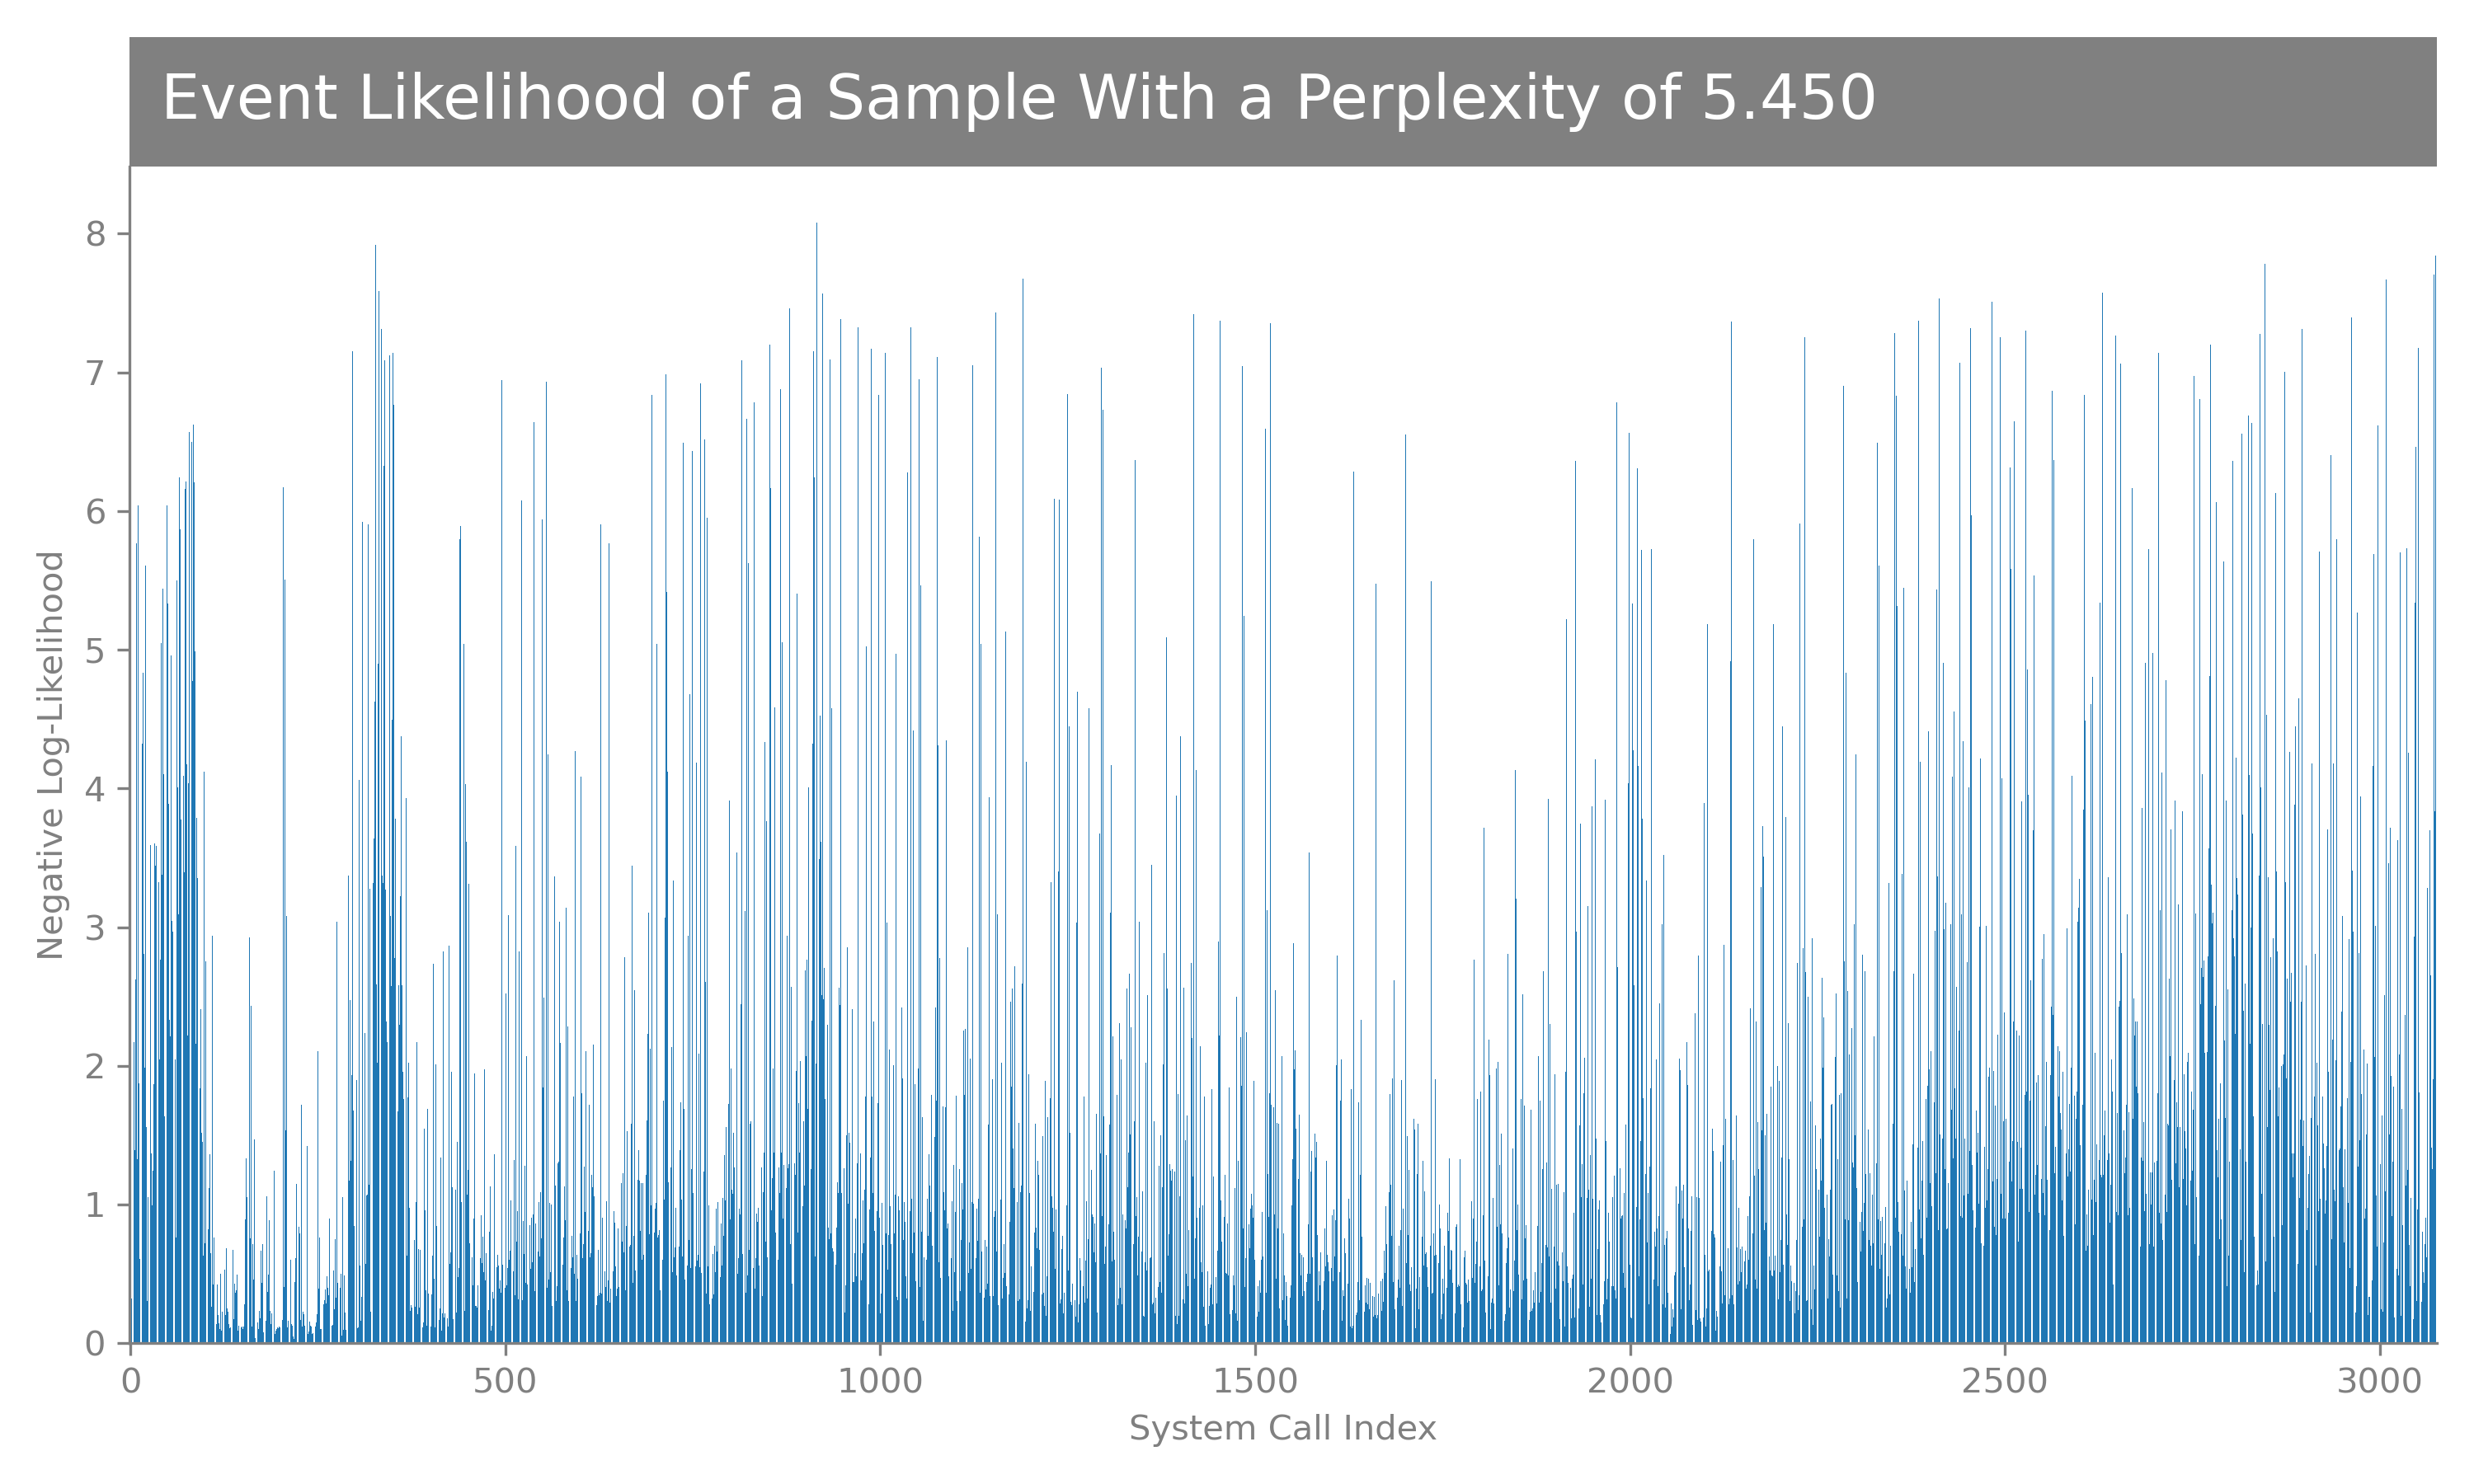 Event Likelihood of a Sample With a Perplexity of 5.450
8
7
6
5
4
3
2
1
0
Negative Log-Likelihood
0 500 1000 1500 2000 2500 3000
System Call Index